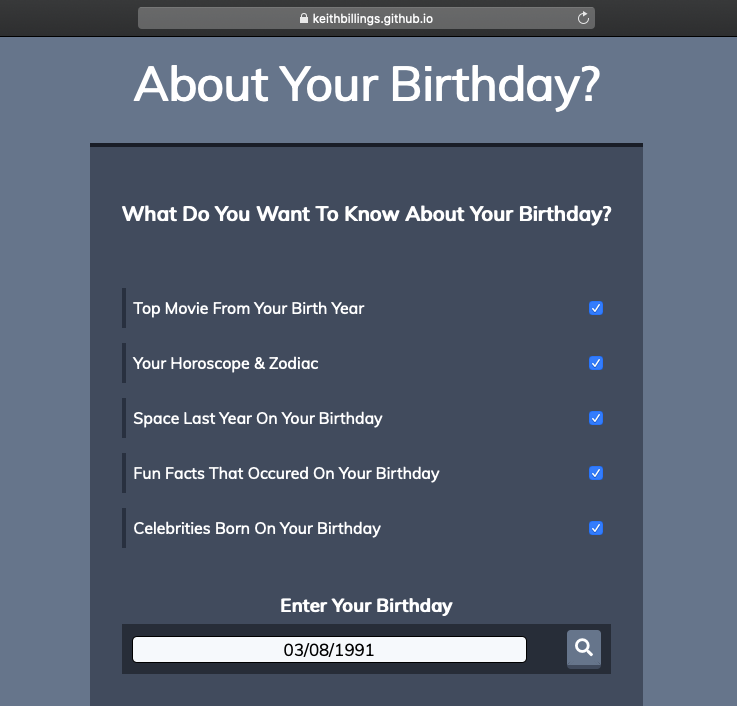 keithbillings.github.io
About Your Birthday?
What Do You Want To Know About Your Birthday?
Top Movie From Your Birth Year
Your Horoscope & Zodiac
Space Last Year On Your Birthday
Fun Facts That Occured On Your Birthday
Celebrities Born On Your Birthday
Enter Your Birthday
03/08/1991